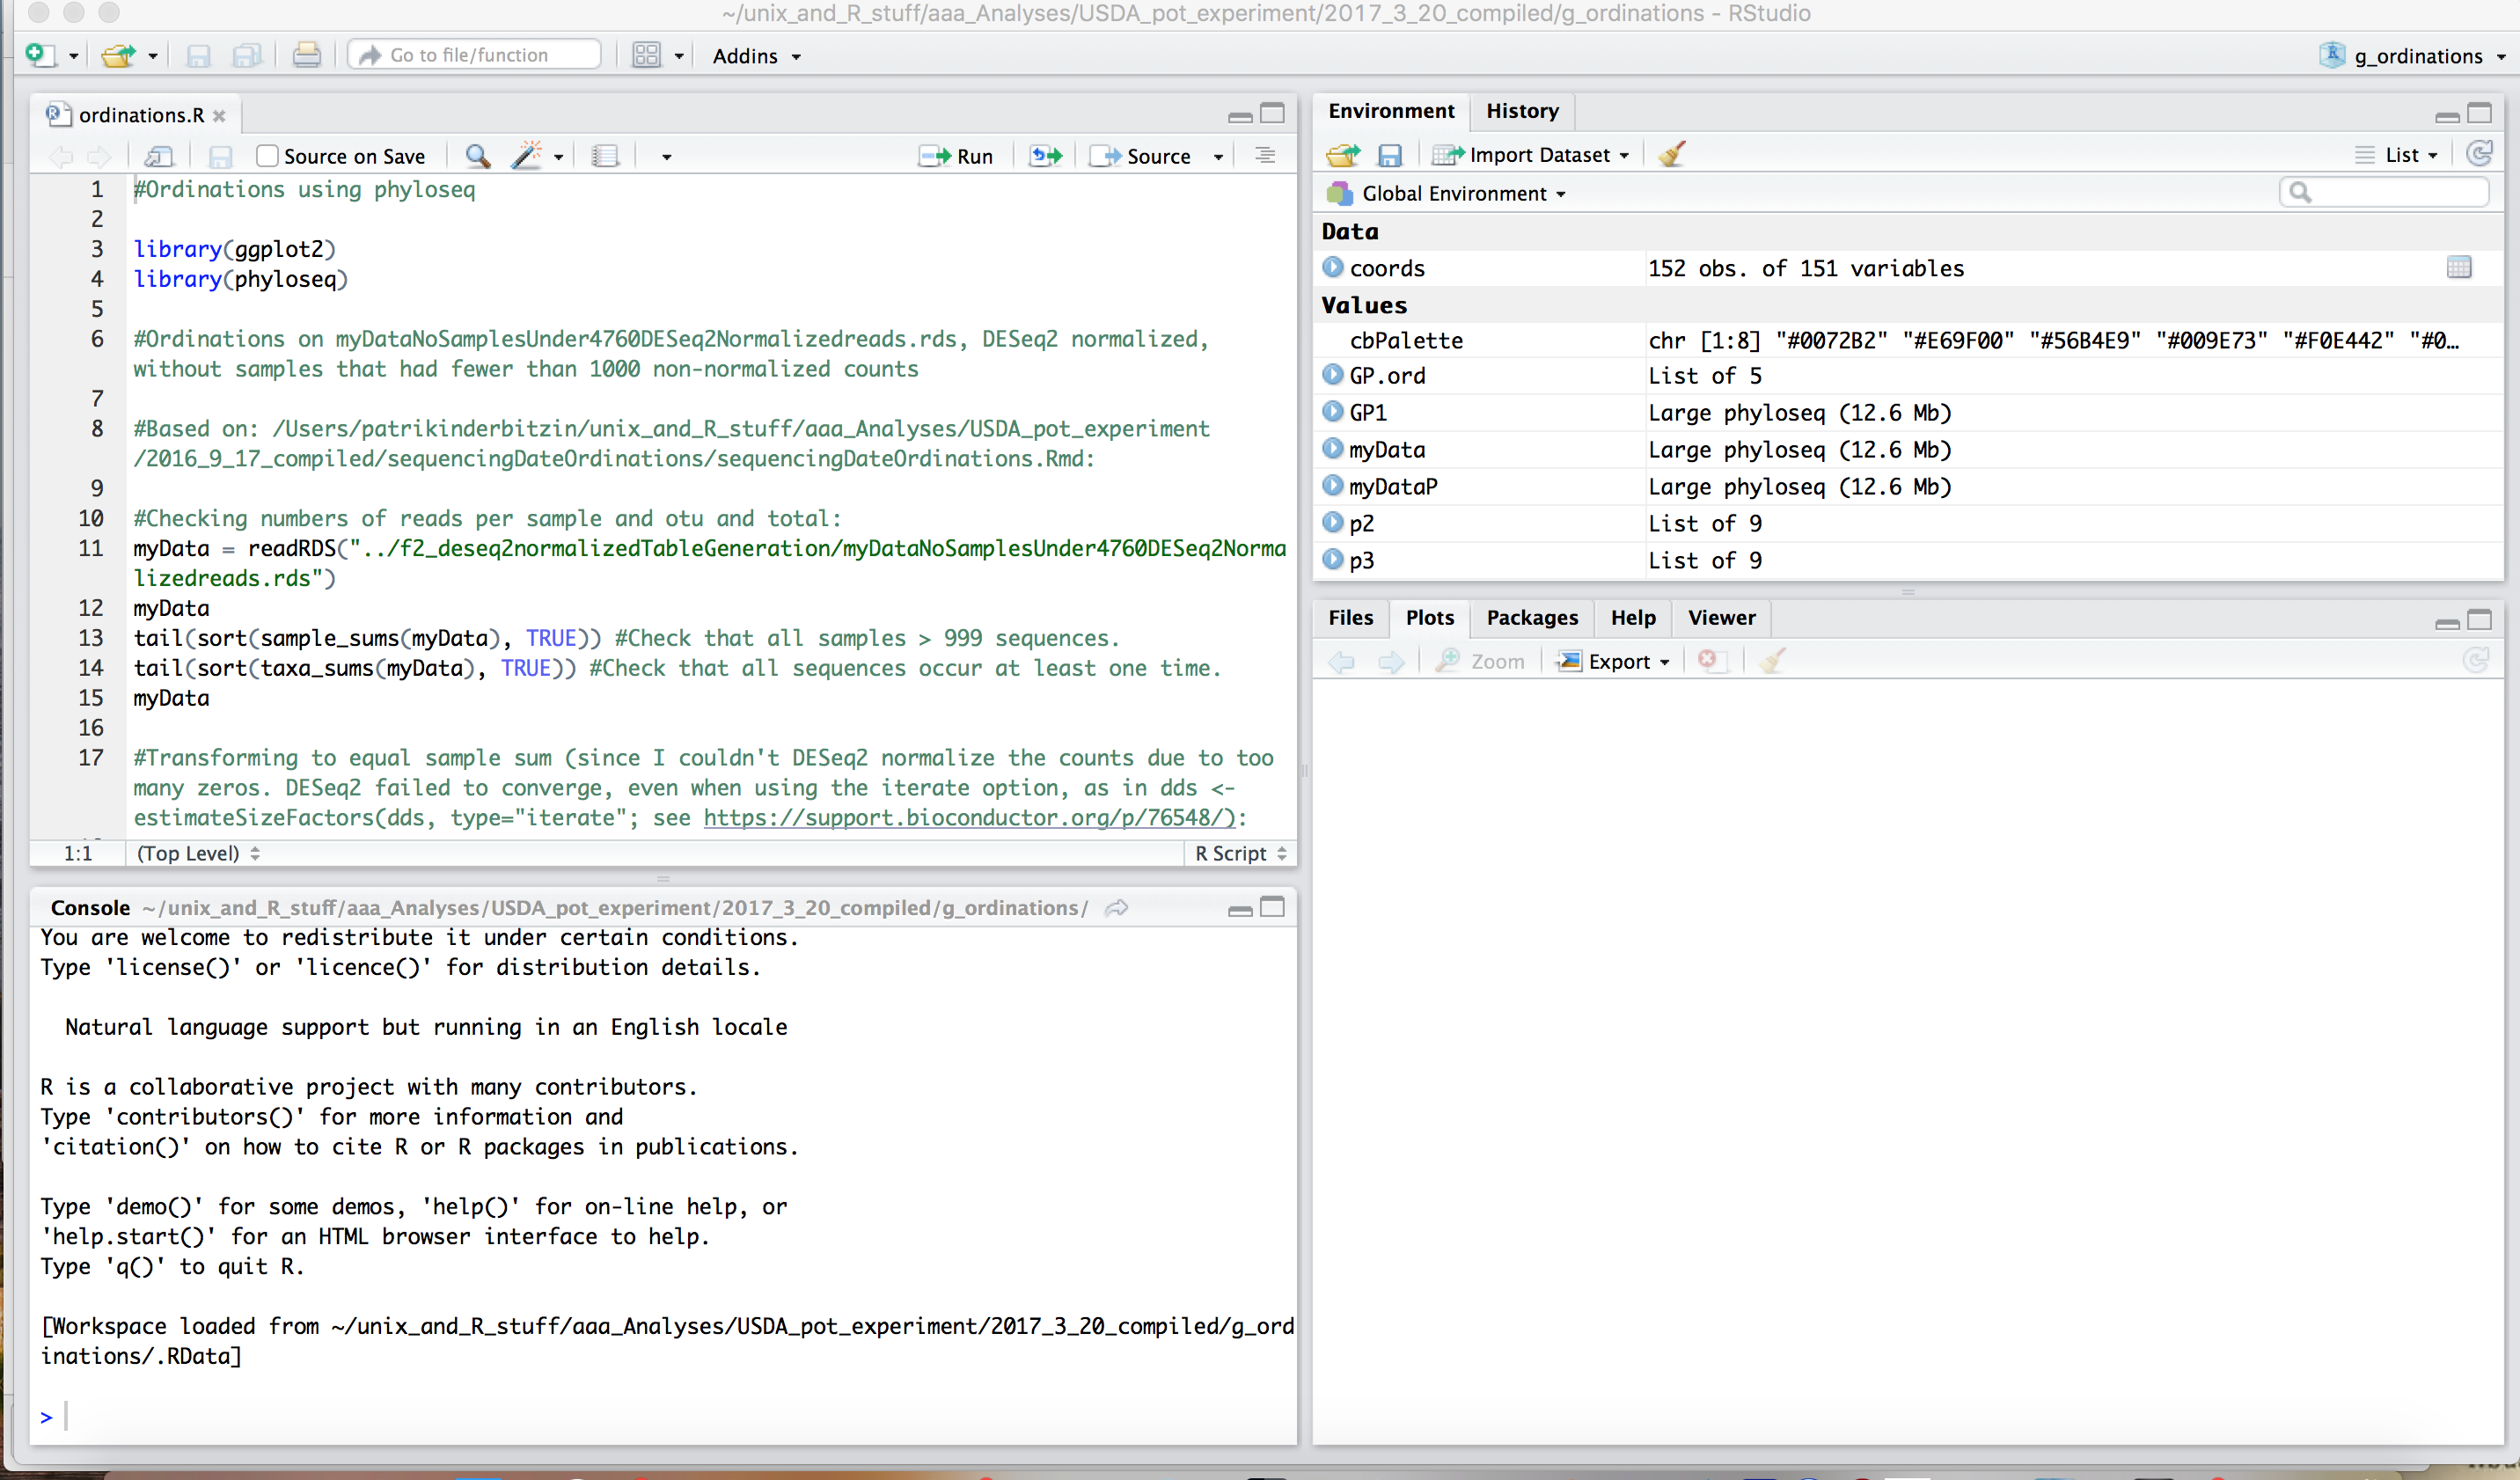 ~/unix_and_R_stuff/aaa_Analyses/USDA_pot_experiment/2017_3_20_compiled/g_ordinations - RStudio
Go to file/function
Addins
g_ordinations
ordinations.R
Source on Save
Run
Source
1 #Ordinations using phyloseq
2
3 library(ggplot2)
4 library(phyloseq)
5
6 #Ordinations on myDataNoSamplesUnder4760DESeq2Normalizedreads.rds, DESeq2 normalized,
without samples that had fewer than 1000 non-normalized counts
7
8 #Based on: /Users/patrikinderbitzin/unix_and_R_stuff/aaa_Analyses/USDA_pot_experiment
/2016_9_17_compiled/sequencingDateOrdinations/sequencingDateOrdinations.Rmd:
9
10 #Checking numbers of reads per sample and otu and total:
11 myData = readRDS("../f2_deseq2normalizedTableGeneration/myDataNoSamplesUnder4760DESeq2Norma
lizedreads.rds")
12 myData
13 tail(sort(sample_sums(myData), TRUE)) #Check that all samples > 999 sequences.
14 tail(sort(taxa_sums(myData), TRUE)) #Check that all sequences occur at least one time.
15 myData
16
17 #Transforming to equal sample sum (since I couldn't DESeq2 normalize the counts due to too
many zeros. DESeq2 failed to converge, even when using the iterate option, as in dds <-
estimateSizeFactors(dds, type="iterate"; see https://support.bioconductor.org/p/76548/):
1:1 (Top Level) R Script
Console ~/unix_and_R_stuff/aaa_Analyses/USDA_pot_experiment/2017_3_20_compiled/g_ordinations/
You are welcome to redistribute it under certain conditions.
Type 'license()' or 'licence()' for distribution details.
Natural language support but running in an English locale
R is a collaborative project with many contributors.
Type 'contributors()' for more information and
'citation()' on how to cite R or R packages in publications.
Type 'demo()' for some demos, 'help()' for on-line help, or
'help.start()' for an HTML browser interface to help.
Type 'q()' to quit R.
[Workspace loaded from ~/unix_and_R_stuff/aaa_Analyses/USDA_pot_experiment/2017_3_20_compiled/g_ord
inations/.RData]
>
Environment History
Import Dataset List
Global Environment
Data
coords 152 obs. of 151 variables
Values
cbPalette chr [1:8] "#0072B2" "#E69F00" "#56B4E9" "#009E73" "#F0E442" "#0…
GP.ord List of 5
GP1 Large phyloseq (12.6 Mb)
myData Large phyloseq (12.6 Mb)
myDataP Large phyloseq (12.6 Mb)
p2 List of 9
p3 List of 9
Files Plots Packages Help Viewer
Zoom Export